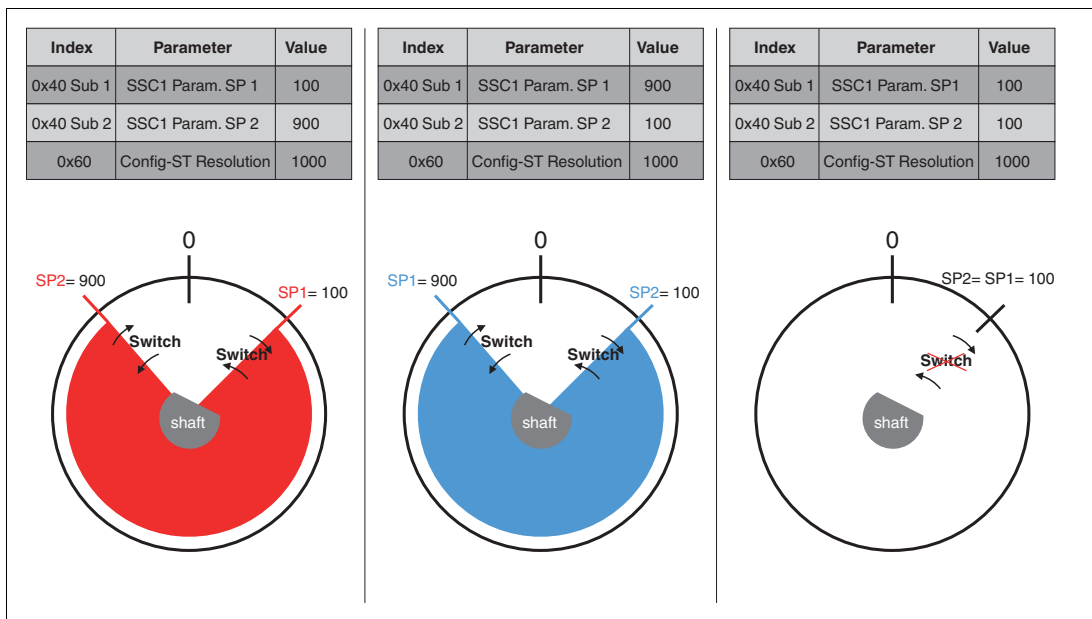 Index Parameter Value
0x40 Sub 1 SSC1 Param. SP 1 100
0x40 Sub 2 SSC1 Param. SP 2 900
0x60 Config-ST Resolution 1000
0
SP2= 900
SP1= 100
Switch
Switch
shaft
Index Parameter Value
0x40 Sub 1 SSC1 Param. SP 1 900
0x40 Sub 2 SSC1 Param. SP 2 100
0x60 Config-ST Resolution 1000
0
SP1= 900
SP2= 100
Switch
Switch
shaft
Index Parameter Value
0x40 Sub 1 SSC1 Param. SP1 100
0x40 Sub 2 SSC1 Param. SP 2 100
0x60 Config-ST Resolution 1000
0
SP2= SP1= 100
Switch
shaft